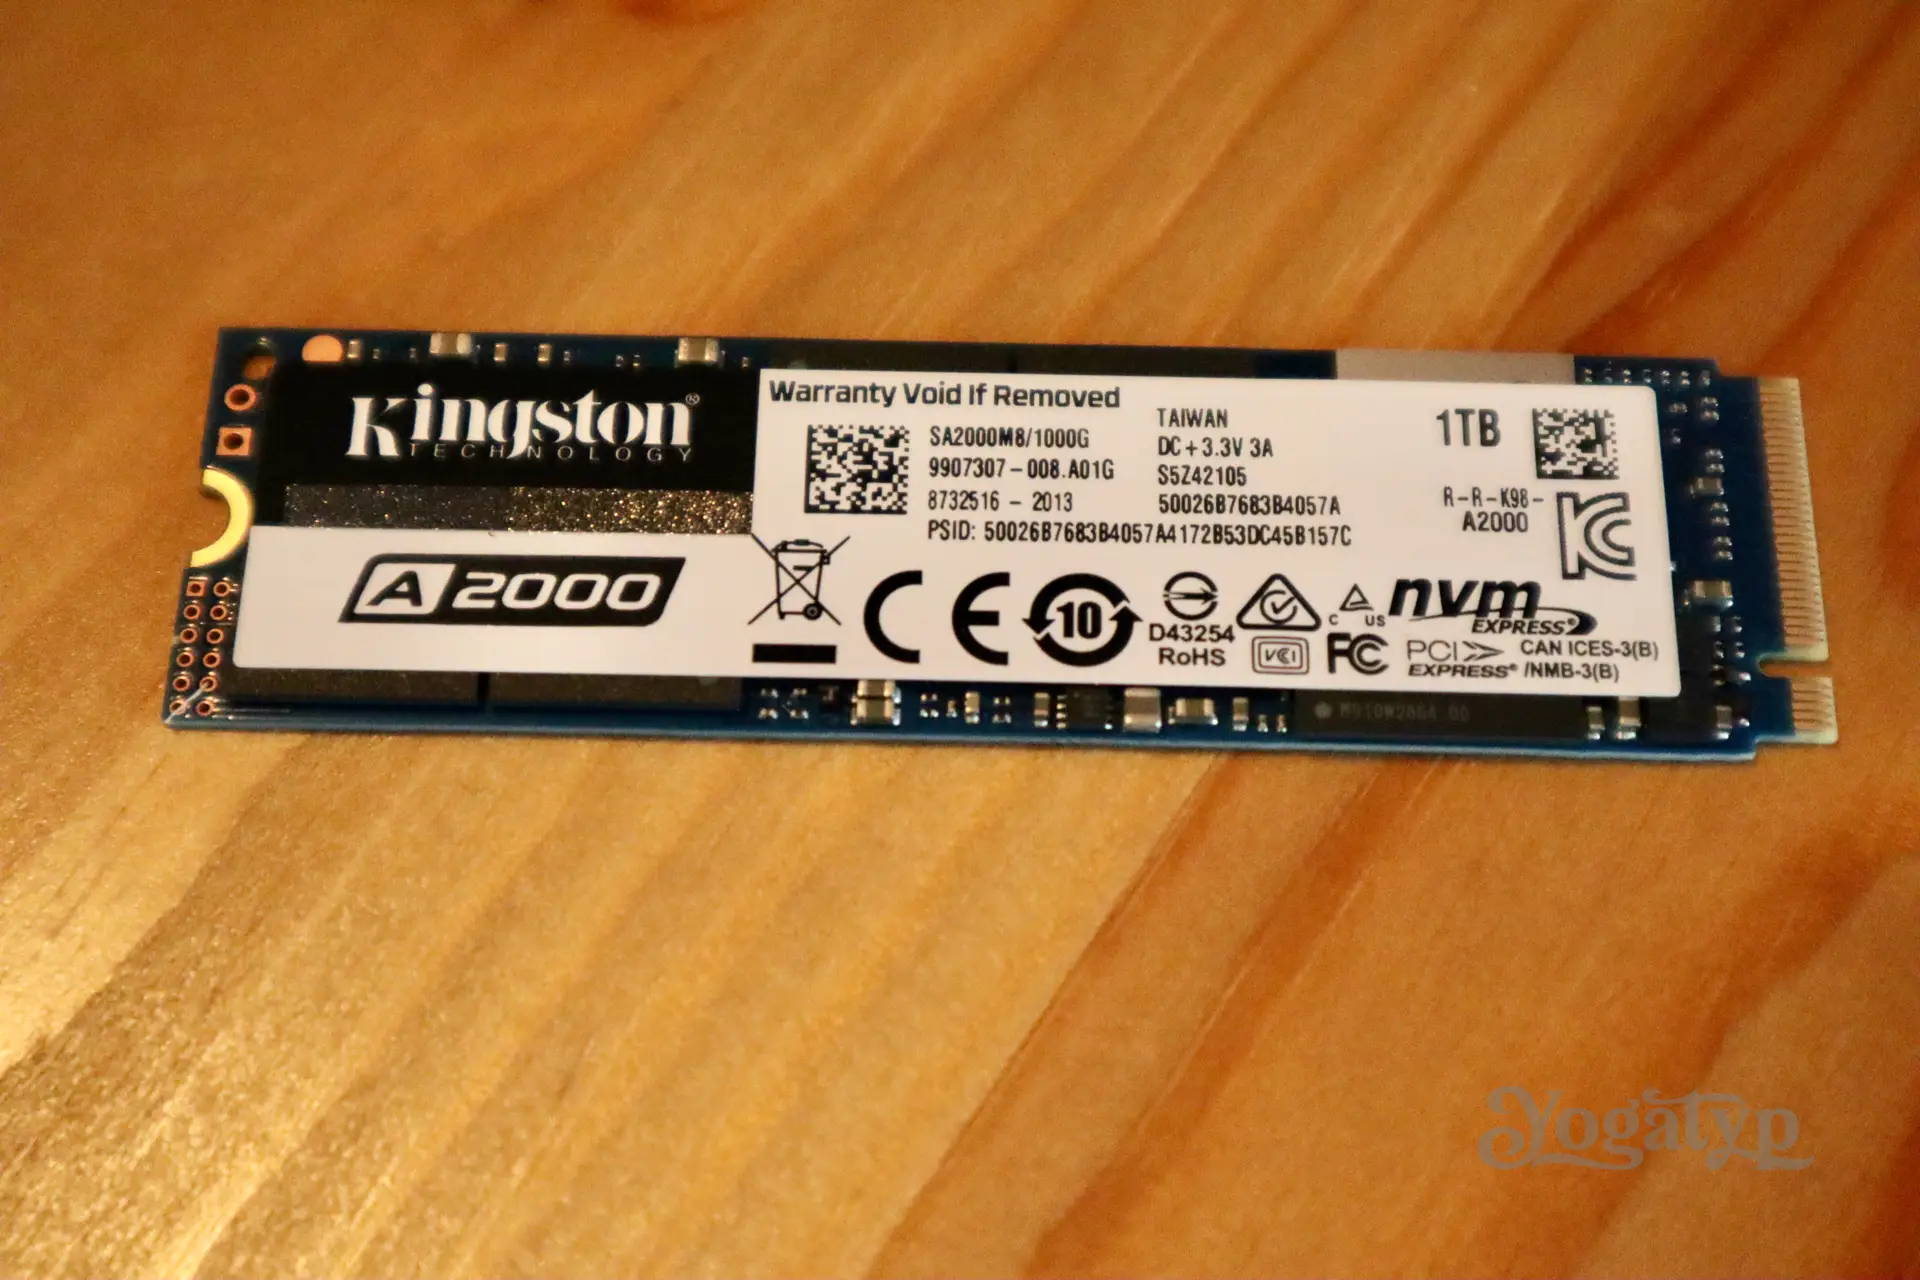 Kingston®
TECHNOLOGY
A2000
Warranty Void If Removed
SA2000M8/1000G
9907307-008.A01G
8732516 - 2013
TAIWAN
DC+3.3V 3A
S5Z42105
50026B7683B4057A
PSID: 50026B7683B4057A4172B53DC45B157C
1TB
R-R-K98-
A2000
10
D43254
RoHS
VCI
C US
FC
nvm
EXPRESS®
PCI
EXPRESS®
CAN ICES-3(B)
/NMB-3(B)
Yogatyp